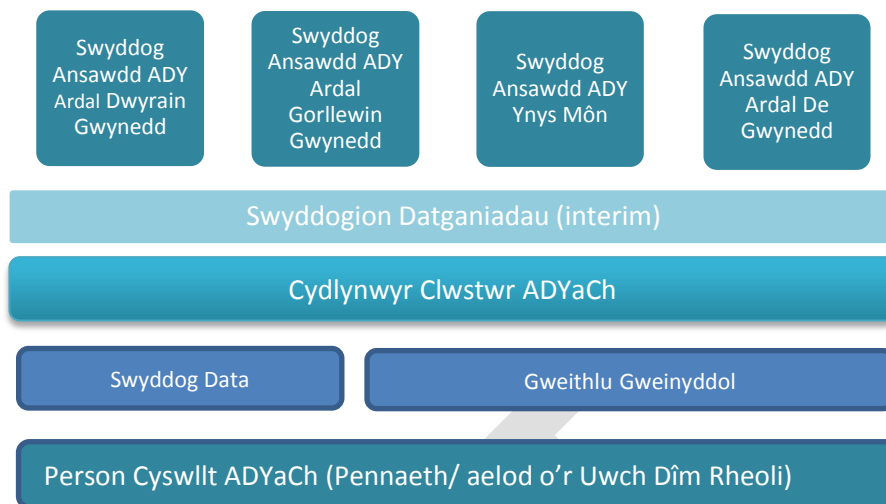 Swyddog
Ansawdd ADY
Ardal Dwyrain
Gwynedd
Swyddog
Ansawdd ADY
Ardal
Gorllewin
Gwynedd
Swyddog
Ansawdd ADY
Ynys Môn
Swyddog
Ansawdd ADY
Ardal De
Gwynedd
Swyddogion Datganiadau (interim)
Cydlynwyr Clwstwr ADYaCh
Swyddog Data
Gweithlu Gweinyddol
Person Cyswllt ADYaCh (Pennaeth/ aelod o’r Uwch Dîm Rheoli)